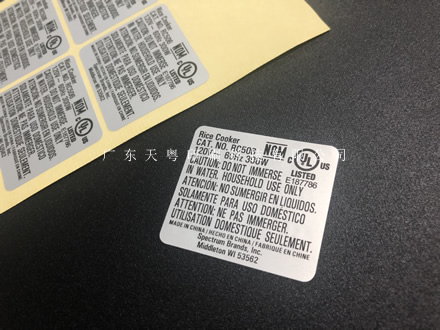 Rice Cooker
CAT. NO. RC503
120V~ 60Hz 300W
NOM
C UL US
LISTED
E187786
CAUTION: DO NOT IMMERSE
IN WATER. HOUSEHOLD USE ONLY
ATENCION: NO SUMERGIR EN LIQUIDOS.
SOLAMENTE PARA USO DOMÉSTICO
ATTENTION: NE PAS IMMERGER.
UTILISATION DOMESTIQUE SEULEMENT.
MADE IN CHINA / HECHO EN CHINA / FABRIQUÉ EN CHINE
Spectrum Brands, Inc.
Middleton WI 53562
广东天粤
公司